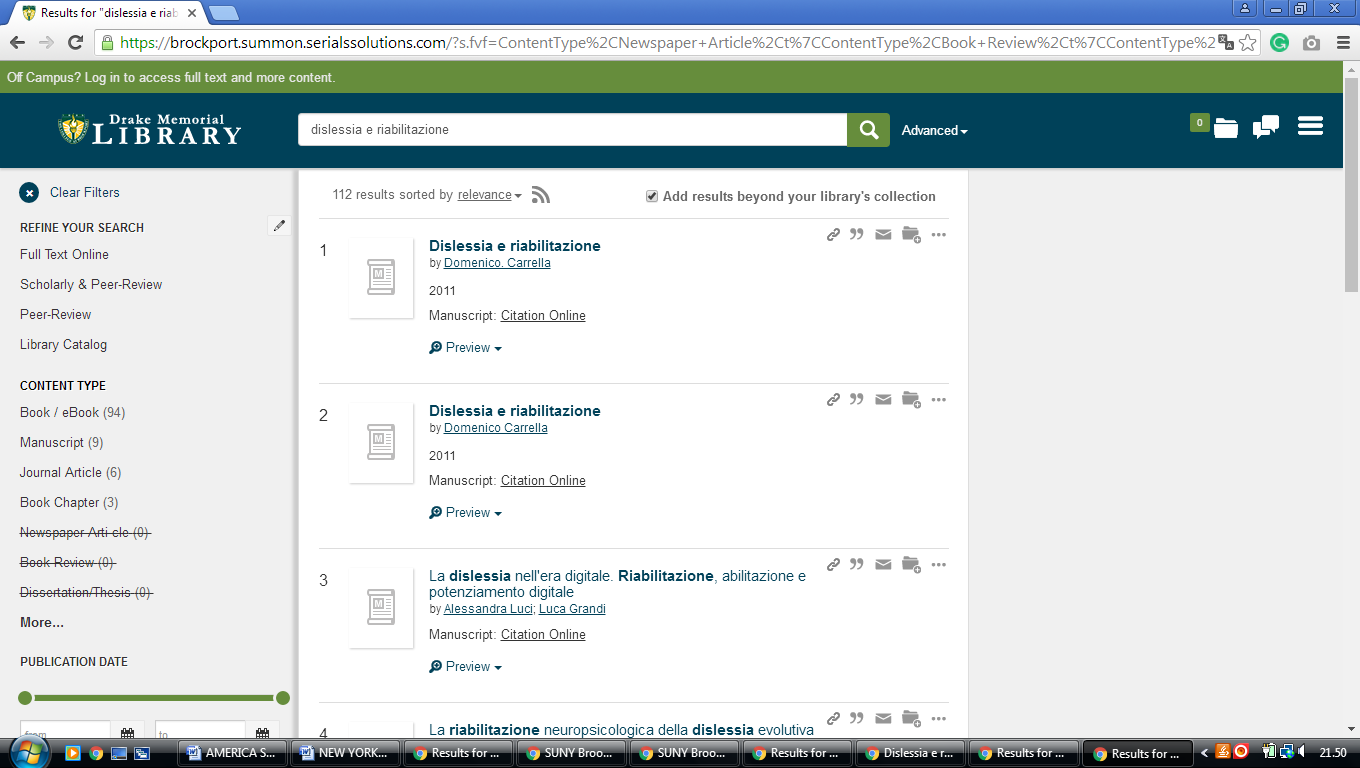 Results for "dislessia e riab
https://brockport.summon.serialssolutions.com/?s.fvf=ContentType%2CNewspaper+Article%2Ct%7CContentType%2CBook+Review%2Ct%7CContentType%2
Off Campus? Log in to access full text and more content.
Drake Memorial
LIBRARY
dislessia e riabilitazione
Advanced
0
Clear Filters
REFINE YOUR SEARCH
Full Text Online
Scholarly & Peer-Review
Peer-Review
Library Catalog
CONTENT TYPE
Book / eBook (94)
Manuscript (9)
Journal Article (6)
Book Chapter (3)
Newspaper Arti cle (0)
Book Review (0)
Dissertation/Thesis (0)
More...
PUBLICATION DATE
from
to
112 results sorted by relevance
Add results beyond your library's collection
1
Dislessia e riabilitazione
by Domenico. Carrella
2011
Manuscript: Citation Online
Preview
2
Dislessia e riabilitazione
by Domenico Carrella
2011
Manuscript: Citation Online
Preview
3
La dislessia nell'era digitale. Riabilitazione, abilitazione e
potenziamento digitale
by Alessandra Luci; Luca Grandi
Manuscript: Citation Online
Preview
4
La riabilitazione neuropsicologica della dislessia evolutiva
AMERICA S...
NEW YORK...
Results for ...
SUNY Broo...
SUNY Broo...
Results for ...
Dislessia e r...
Results for ...
Results for ...
21.50